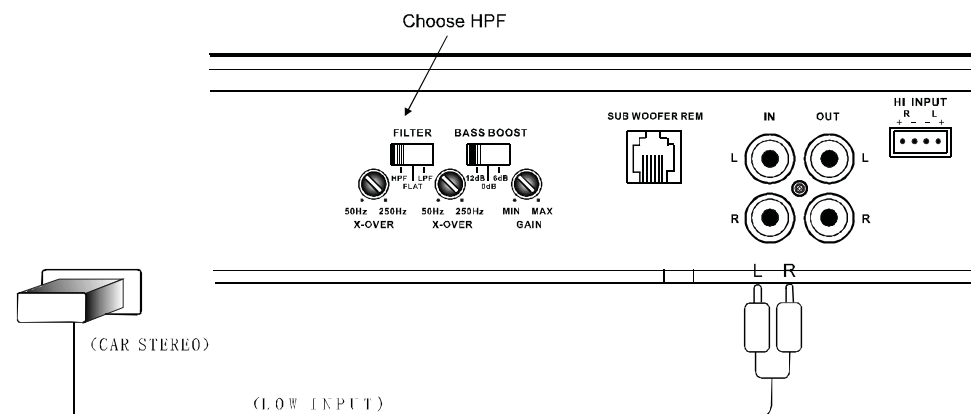 Choose HPF
HI INPUT
R L
+ - - +
SUB WOOFER REM
IN OUT
FILTER BASS BOOST
L L
HPF LPF 12dB 6dB
FLAT 0dB
50Hz 250Hz 50Hz 250Hz MIN MAX
R R
X-OVER X-OVER GAIN
L R
(CAR STEREO)
(LOW INPUT)